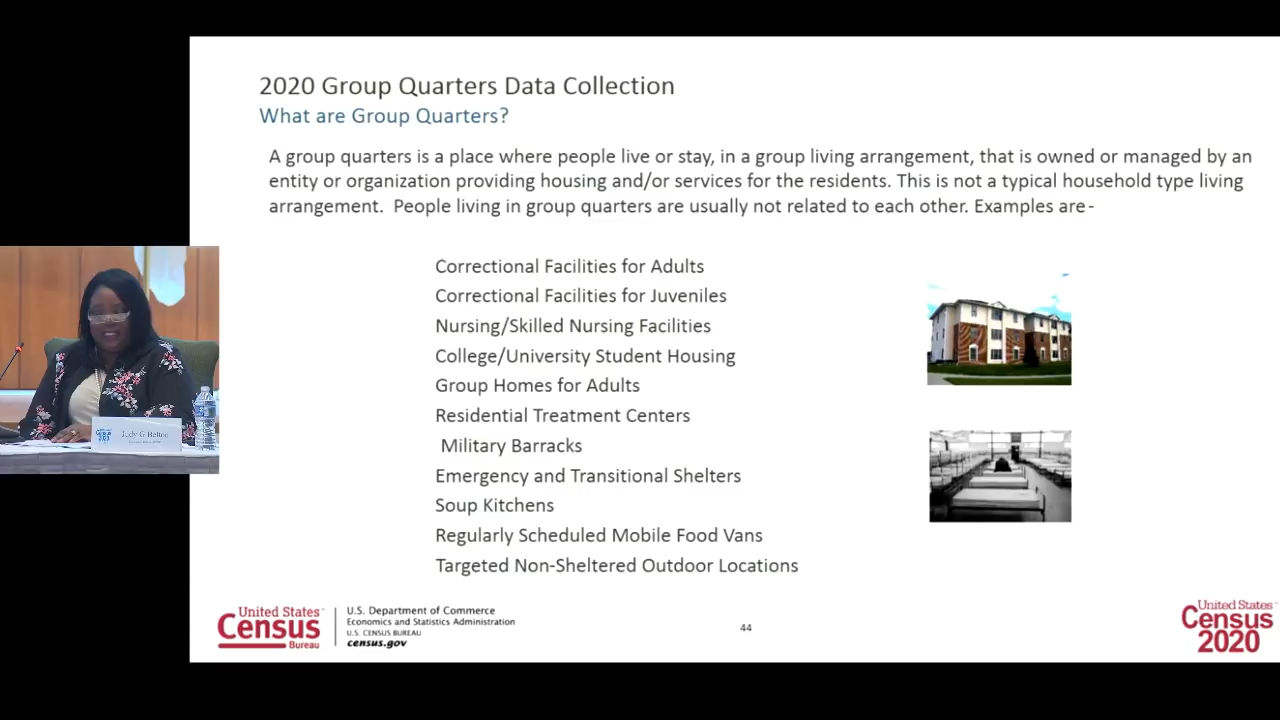 2020 Group Quarters Data Collection
What are Group Quarters?
A group quarters is a place where people live or stay, in a group living arrangement, that is owned or managed by an
entity or organization providing housing and/or services for the residents. This is not a typical household type living
arrangement.  People living in group quarters are usually not related to each other. Examples are -
Correctional Facilities for Adults
Correctional Facilities for Juveniles
Nursing/Skilled Nursing Facilities
College/University Student Housing
Group Homes for Adults
Residential Treatment Centers
Military Barracks
Emergency and Transitional Shelters
Soup Kitchens
Regularly Scheduled Mobile Food Vans
Targeted Non-Sheltered Outdoor Locations
Judy G Belton
United States™
Census
Bureau
U.S. Department of Commerce
Economics and Statistics Administration
U.S. CENSUS BUREAU
census.gov
44
United States™
Census
2020